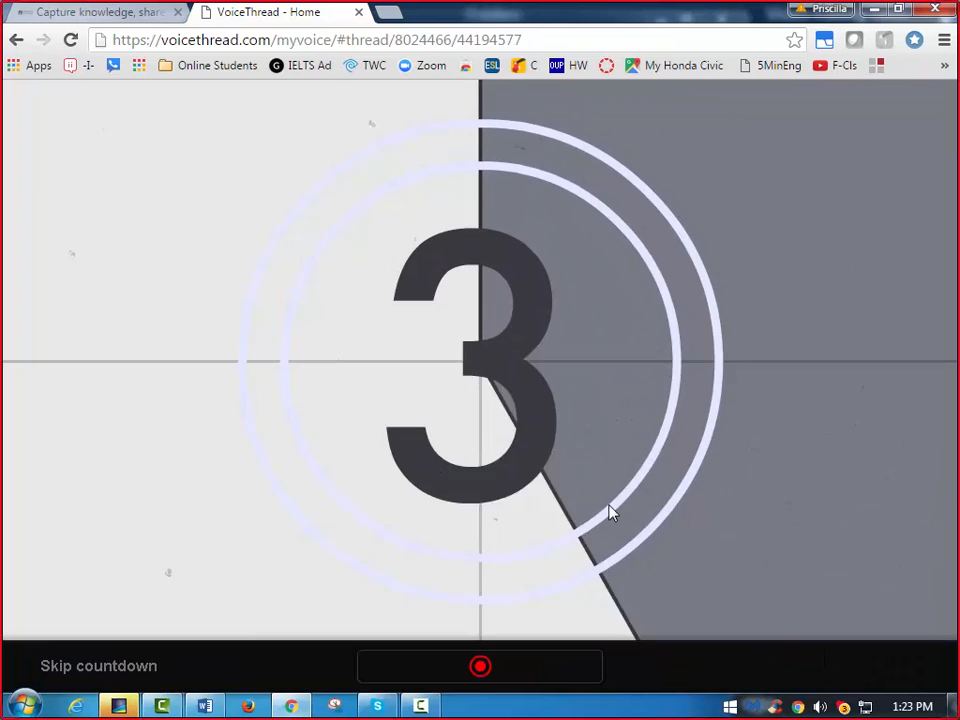 Capture knowledge, share
VoiceThread - Home
Priscilla
https://voicethread.com/myvoice/#thread/8024466/44194577
Apps
-I-
Online Students
IELTS Ad
TWC
Zoom
ESL
C
OUP
HW
My Honda Civic
5MinEng
F-Cls
»
3
Skip countdown
1:23 PM